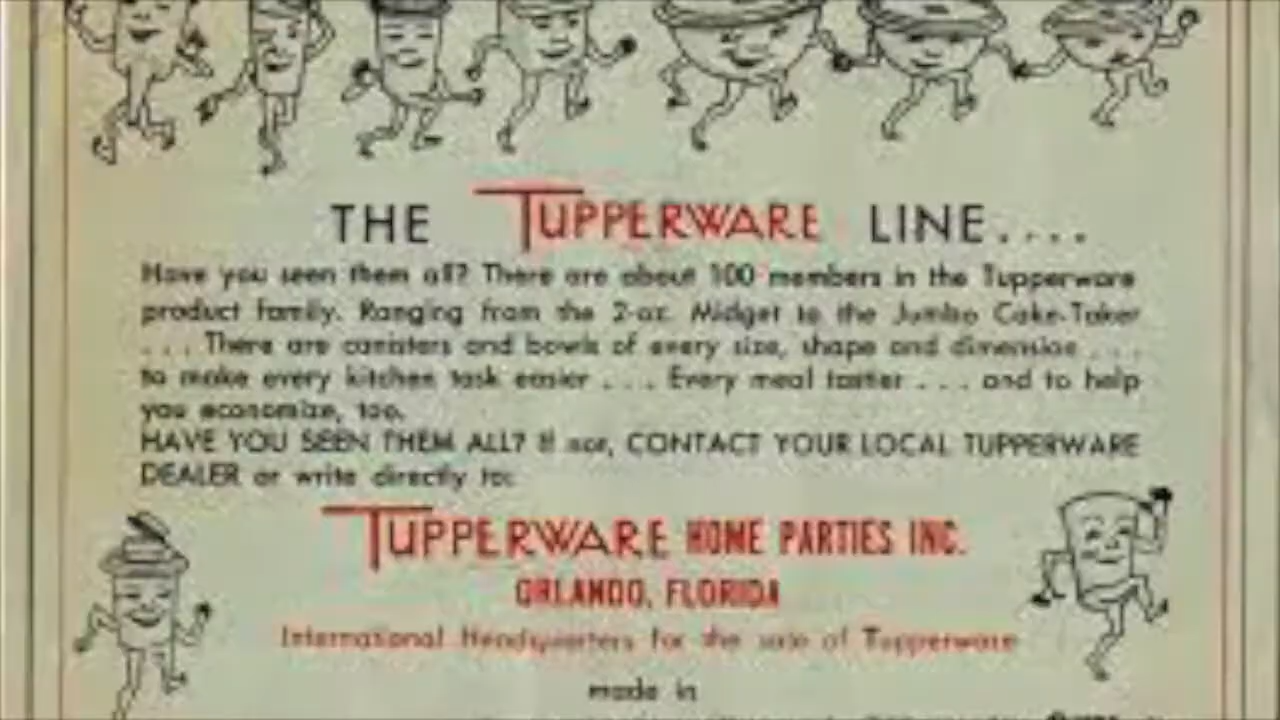 THE TUPPERWARE LINE....
Have you seen them all? There are about 100 members in the Tupperware
product family. Ranging from the 2-oz. Midget to the Jumbo Cake-Taker
. . . There are canisters and bowls of every size, shape and dimension . . .
to make every kitchen task easier . . . Every meal tastier . . . and to help
you economize, too.
HAVE YOU SEEN THEM ALL? If not, CONTACT YOUR LOCAL TUPPERWARE
DEALER or write directly to:
TUPPERWARE HOME PARTIES INC.
ORLANDO, FLORIDA
International Headquarters for the sale of Tupperware
made in